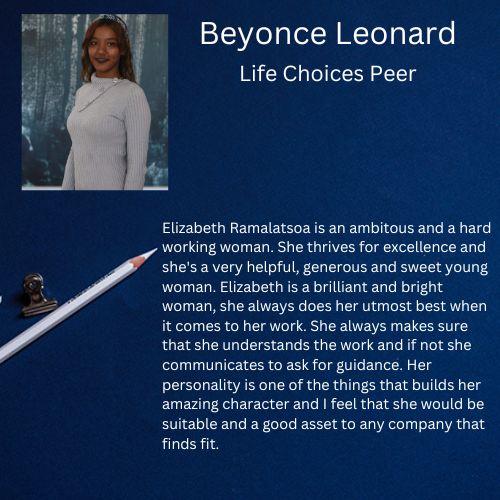 Beyonce Leonard
Life Choices Peer
Elizabeth Ramalatsoa is an ambitous and a hard
working woman. She thrives for excellence and
she's a very helpful, generous and sweet young
woman. Elizabeth is a brilliant and bright
woman, she always does her utmost best when
it comes to her work. She always makes sure
that she understands the work and if not she
communicates to ask for guidance. Her
personality is one of the things that builds her
amazing character and I feel that she would be
suitable and a good asset to any company that
finds fit.